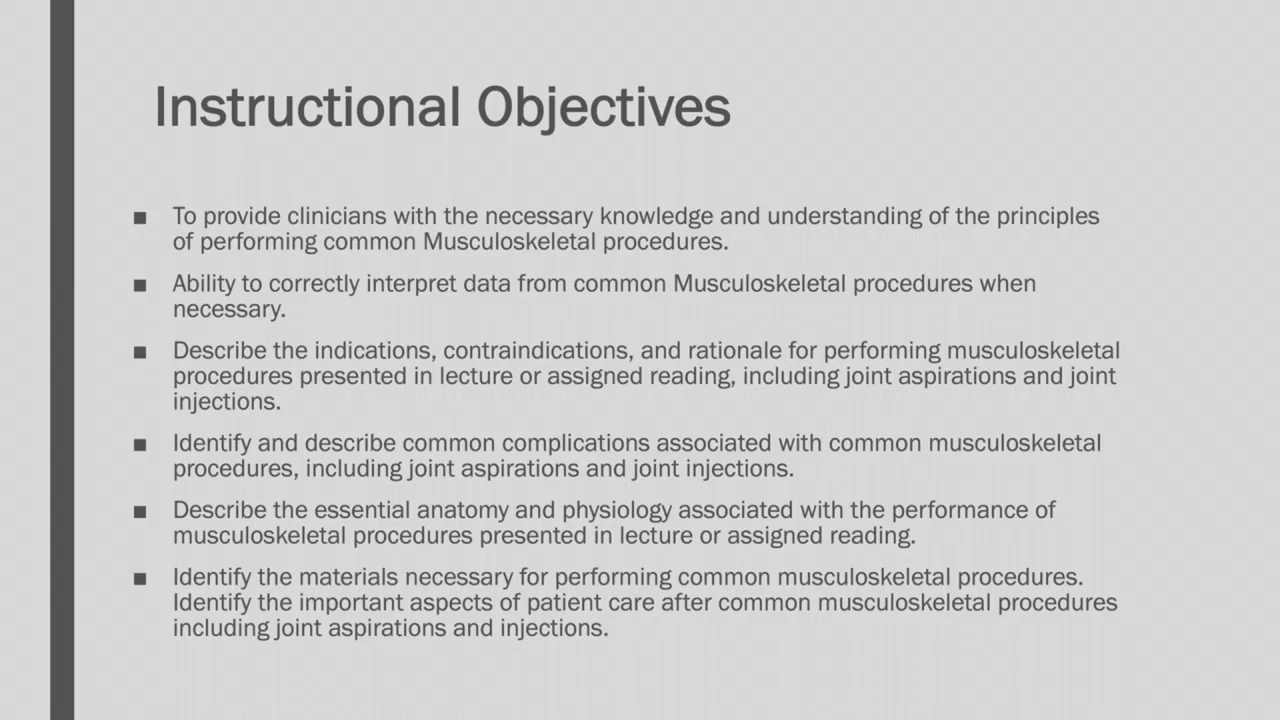 Instructional Objectives
■ To provide clinicians with the necessary knowledge and understanding of the principles
of performing common Musculoskeletal procedures.
■ Ability to correctly interpret data from common Musculoskeletal procedures when
necessary.
■ Describe the indications, contraindications, and rationale for performing musculoskeletal
procedures presented in lecture or assigned reading, including joint aspirations and joint
injections.
■ Identify and describe common complications associated with common musculoskeletal
procedures, including joint aspirations and joint injections.
■ Describe the essential anatomy and physiology associated with the performance of
musculoskeletal procedures presented in lecture or assigned reading.
■ Identify the materials necessary for performing common musculoskeletal procedures.
Identify the important aspects of patient care after common musculoskeletal procedures
including joint aspirations and injections.